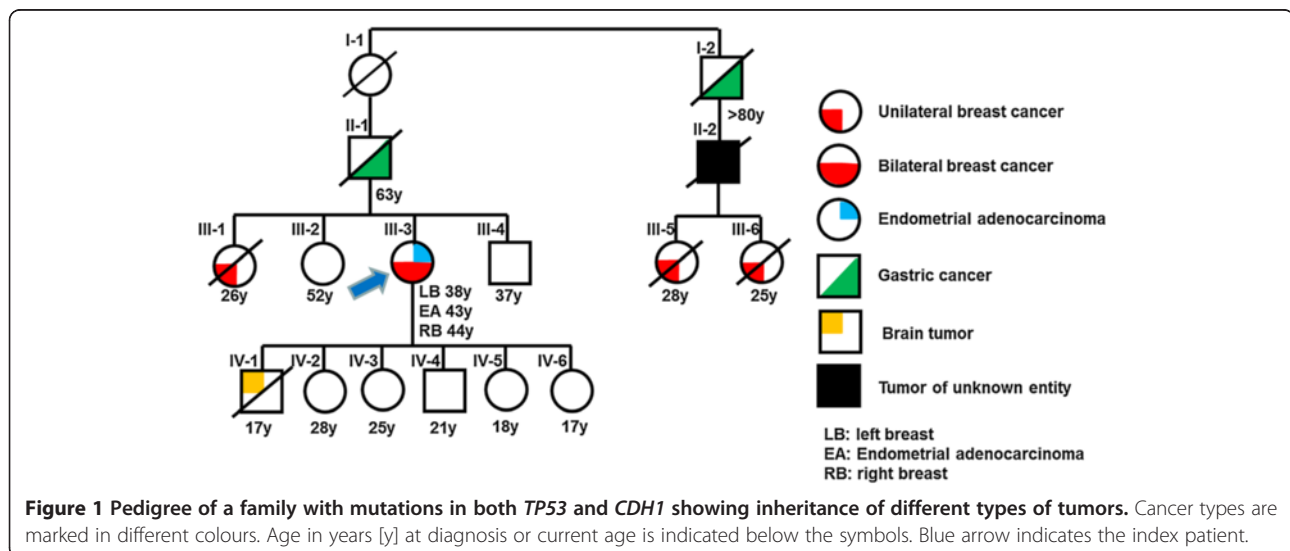 I-1
I-2
>80y
II-1
II-2
63y
III-1
III-2
III-3
III-4
III-5
III-6
26y
52y
LB 38y
EA 43y
RB 44y
37y
28y
25y
IV-1
IV-2
IV-3
IV-4
IV-5
IV-6
17y
28y
25y
21y
18y
17y
Unilateral breast cancer
Bilateral breast cancer
Endometrial adenocarcinoma
Gastric cancer
Brain tumor
Tumor of unknown entity
LB: left breast
EA: Endometrial adenocarcinoma
RB: right breast
Figure 1 Pedigree of a family with mutations in both TP53 and CDH1 showing inheritance of different types of tumors. Cancer types are
marked in different colours. Age in years [y] at diagnosis or current age is indicated below the symbols. Blue arrow indicates the index patient.